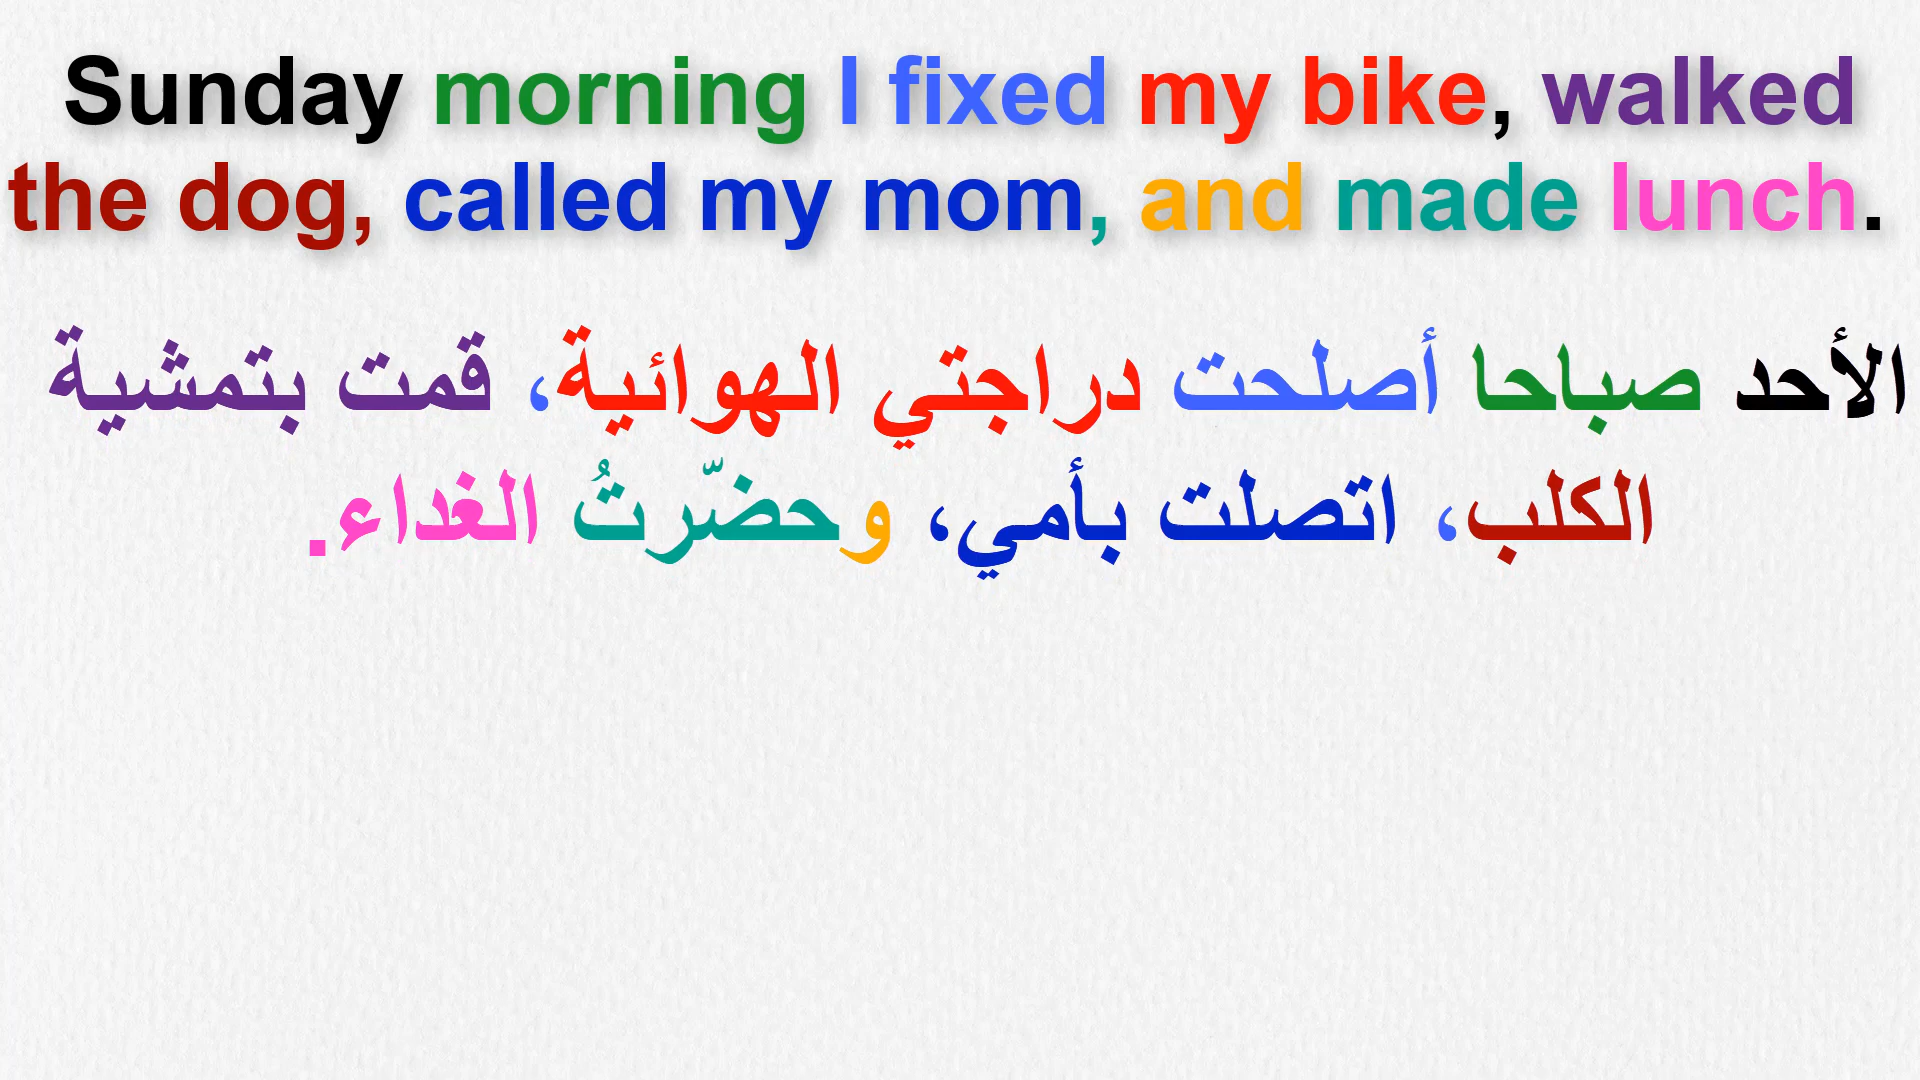 Sunday morning I fixed my bike, walked
the dog, called my mom, and made lunch.
الأحد صباحا أصلحت دراجتي الهوائية، قمت بتمشية
الكلب، اتصلت بأمي، وحضّرتُ الغداء.